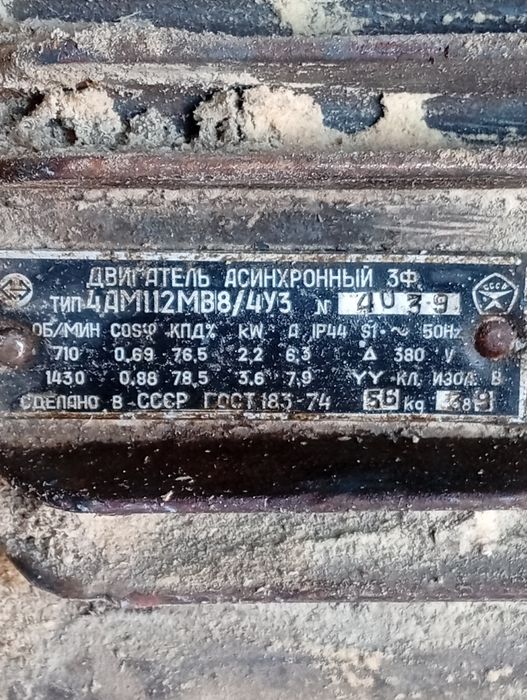 ДВИГАТЕЛЬ АСИНХРОННЫЙ 3Ф
СССР
ТИП 4АМ112МВ8/4У3 N 4039
ОБ/МИН COSφ КПД% kW A IP44 S1 ~ 50Hz
710 0,69 76,5 2,2 6,3 Δ 380 V
1430 0,88 78,5 3,6 7,9 YY КЛ. ИЗОЛ. В
СДЕЛАНО В СССР ГОСТ 183-74 56 kg